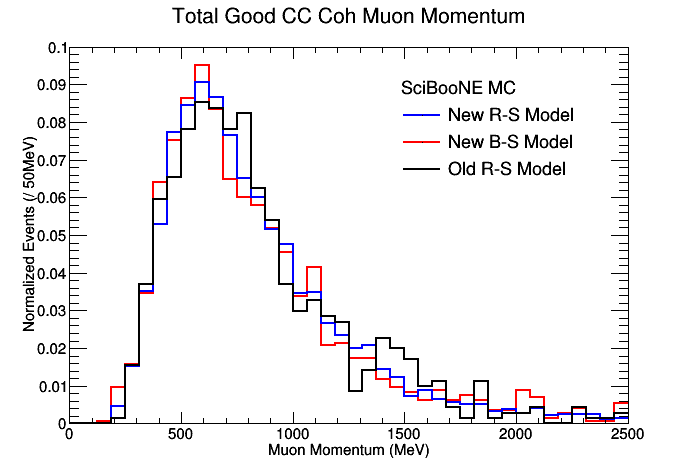 Total Good CC Coh Muon Momentum
Normalized Events (/ 50MeV)
0.1
0.09
0.08
0.07
0.06
0.05
0.04
0.03
0.02
0.01
0
SciBooNE MC
New R-S Model
New B-S Model
Old R-S Model
0 500 1000 1500 2000 2500
Muon Momentum (MeV)